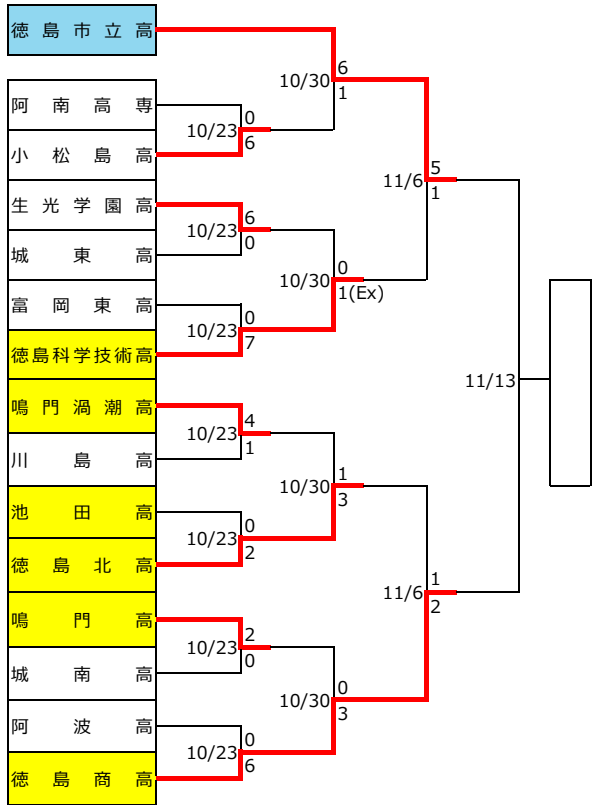 徳島市立高
阿南高専
小松島高
生光学園高
城東高
富岡東高
徳島科学技術高
鳴門渦潮高
川島高
池田高
徳島北高
鳴門高
城南高
阿波高
徳島商高
10/23
0
6
10/23
6
0
10/23
0
7
10/23
4
1
10/23
0
2
10/23
2
0
10/23
0
6
10/30
6
1
10/30
0
1(Ex)
10/30
1
3
10/30
0
3
11/6
5
1
11/6
1
2
11/13